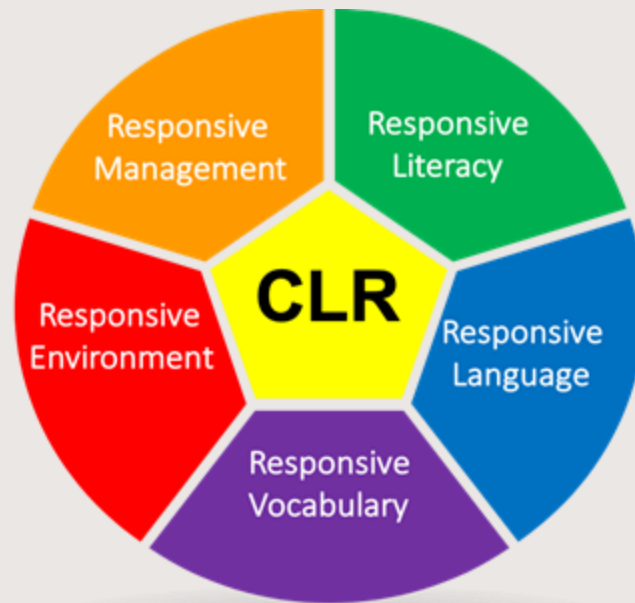 Responsive
Management
Responsive
Literacy
CLR
Responsive
Environment
Responsive
Language
Responsive
Vocabulary